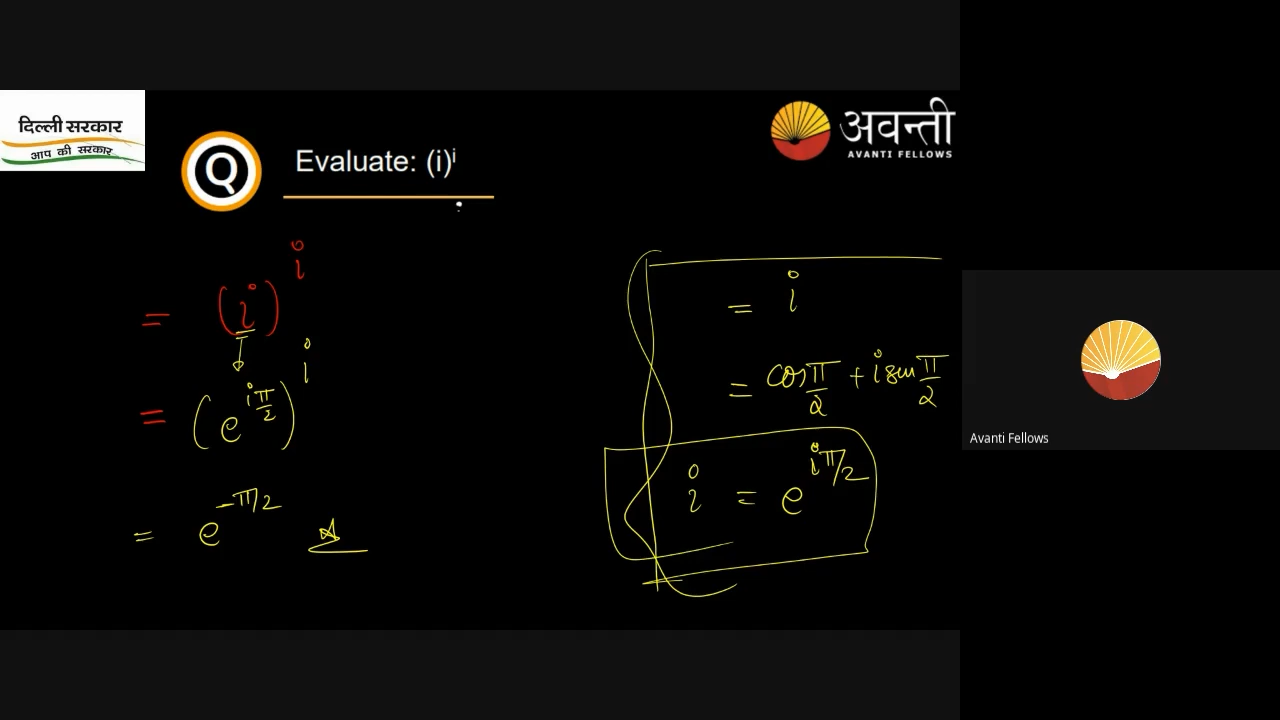 दिल्ली सरकार
आप की सरकार
Q
Evaluate: (i)ⁱ
अवन्ती
AVANTI FELLOWS
= (i)ⁱ
= (e^{iπ/2})ⁱ
= e^{-π/2}
= i
= cos π/2 + i sin π/2
i = e^{iπ/2}
Avanti Fellows